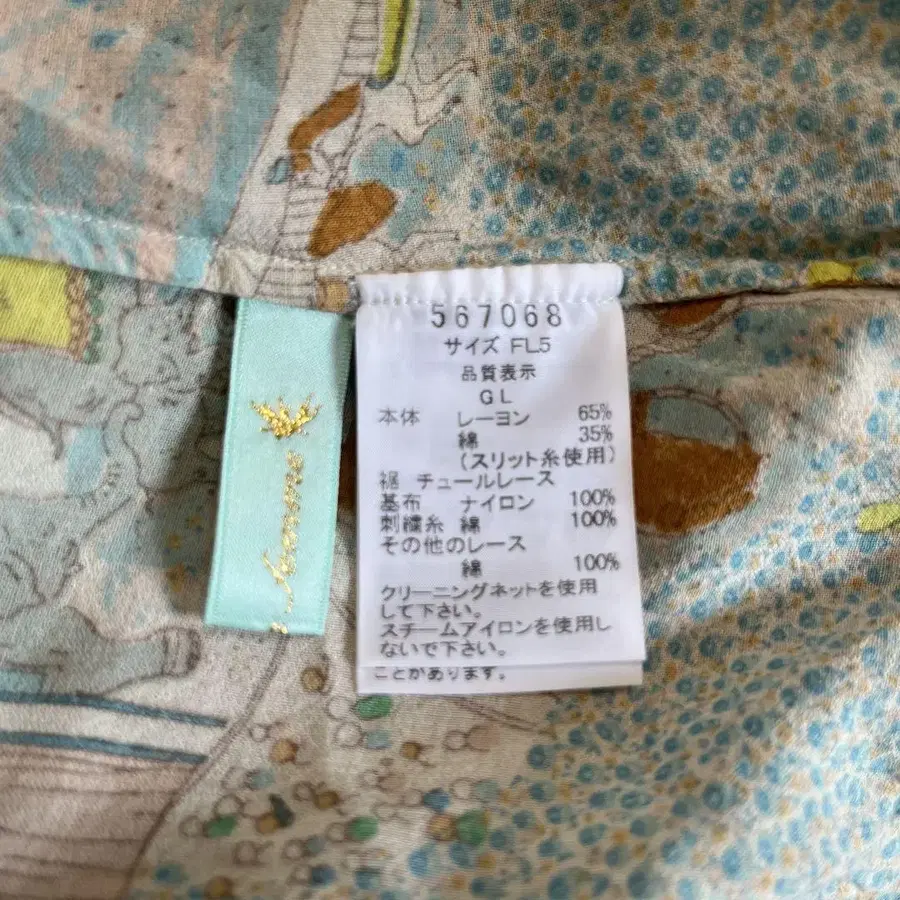 567068
サイズ FL5
品質表示
GL
本体 レーヨン 65%
綿 35%
(スリット糸使用)
裾 チュールレース
基布 ナイロン 100%
刺繍糸 綿 100%
その他のレース
綿 100%
クリーニングネットを使用
して下さい。
スチームアイロンを使用し
ないで下さい。
ことがあります。